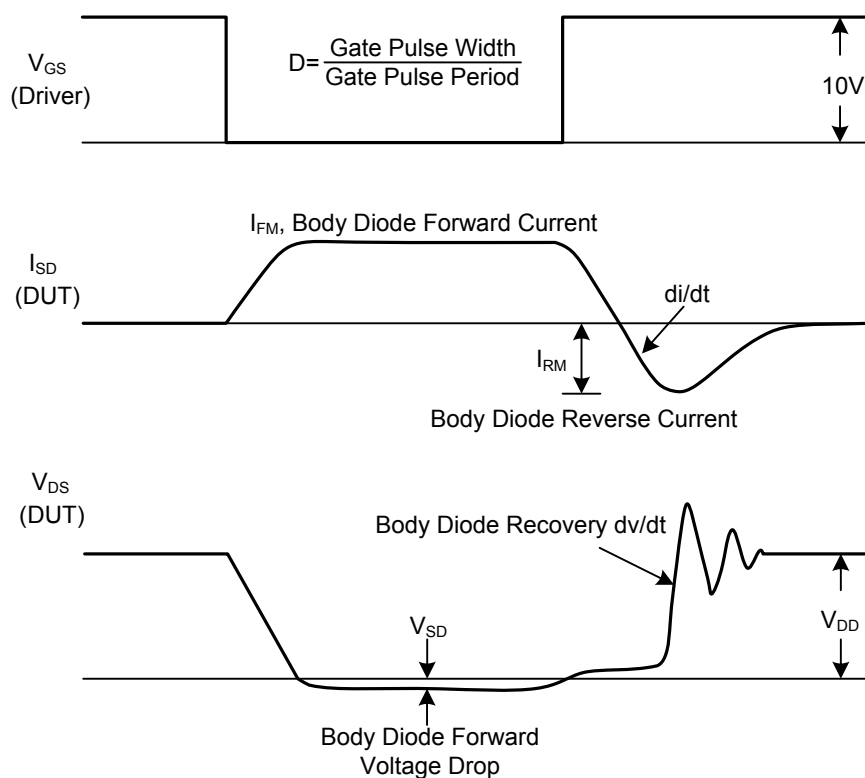 V_GS
(Driver)
D= Gate Pulse Width
Gate Pulse Period
10V
I_FM, Body Diode Forward Current
I_SD
(DUT)
di/dt
I_RM
Body Diode Reverse Current
V_DS
(DUT)
Body Diode Recovery dv/dt
V_SD
V_DD
Body Diode Forward
Voltage Drop